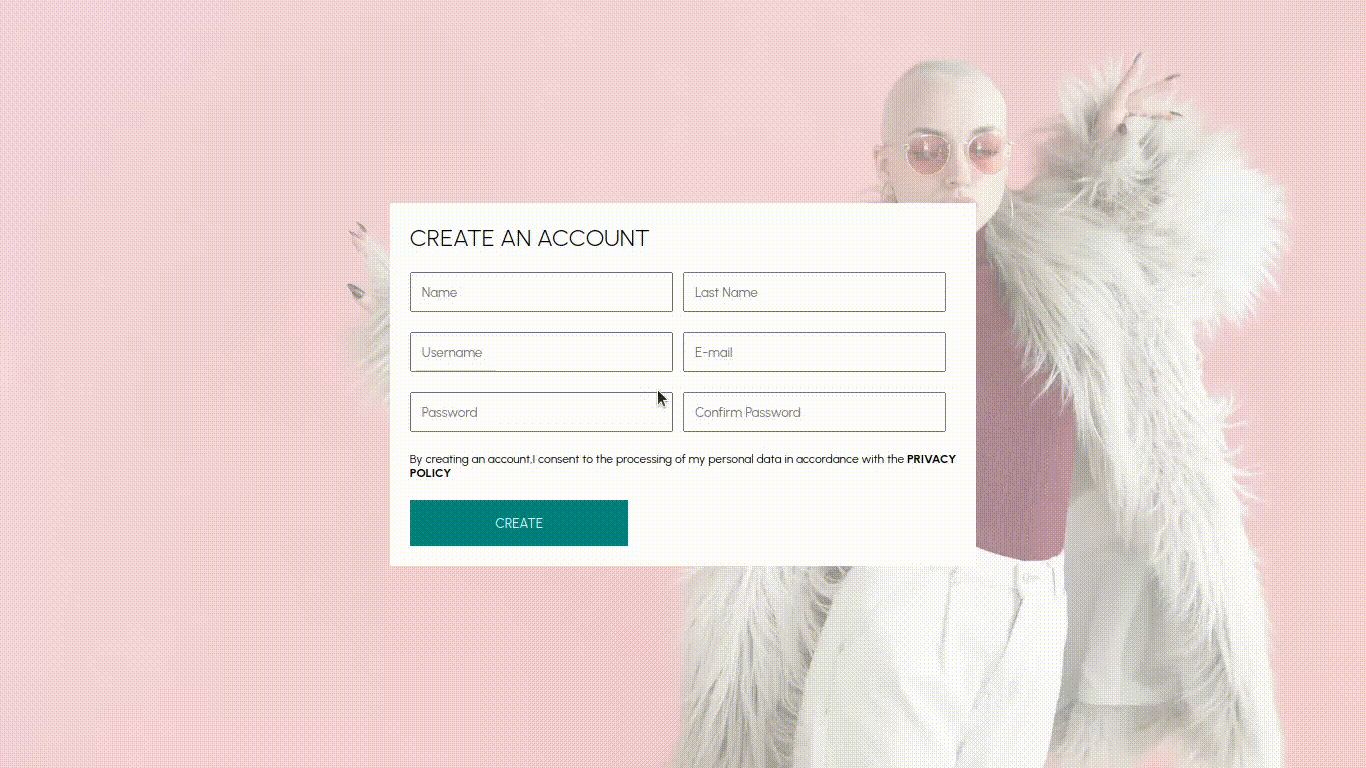 CREATE AN ACCOUNT
Name Last Name
Username E-mail
Password Confirm Password
By creating an account,I consent to the processing of my personal data in accordance with the PRIVACY
POLICY
CREATE